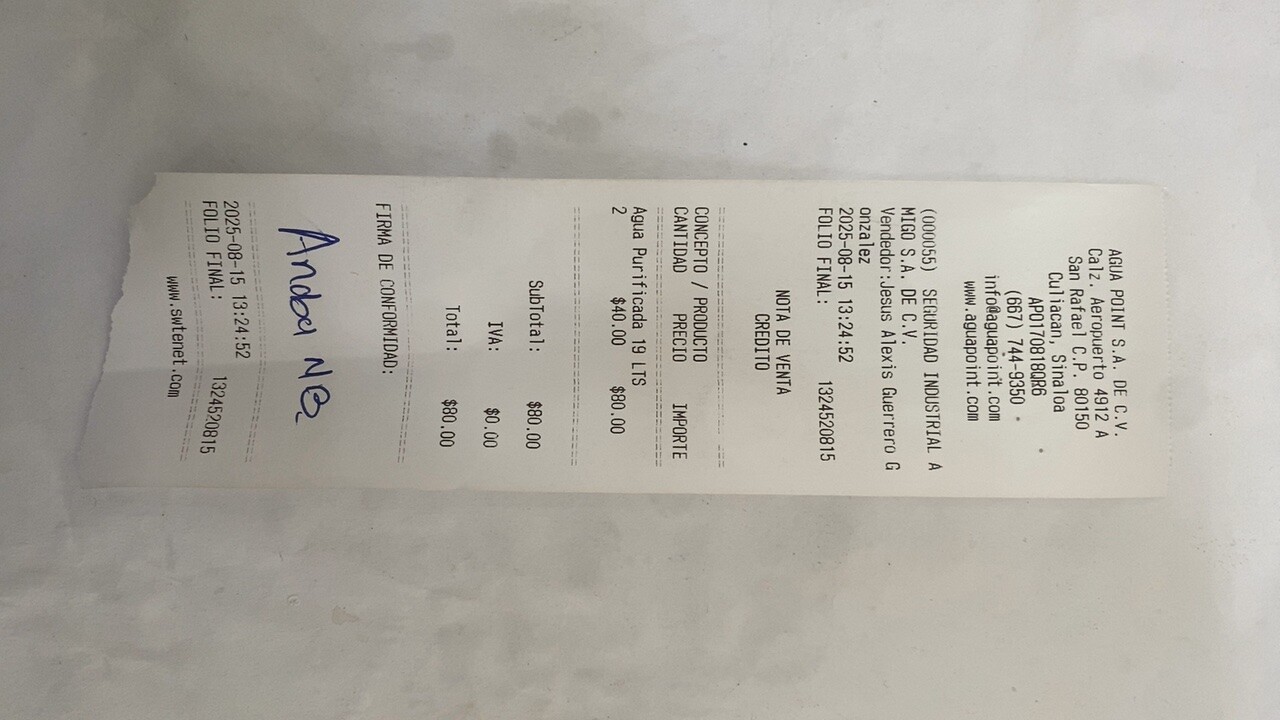 AGUA POINT S.A. DE C.V.
Calz. Aeropuerto 4912 A
San Rafael C.P. 80150
Culiacan, Sinaloa
APO170818QR6
(667) 744-9350
info@aguapoint.com
www.aguapoint.com
(000055) SEGURIDAD INDUSTRIAL A
MIGO S.A. DE C.V.
Vendedor:Jesus Alexis Guerrero G
onzalez
2025-08-15 13:24:52
FOLIO FINAL: 1324520815
NOTA DE VENTA
CREDITO
CONCEPTO / PRODUCTO
CANTIDAD PRECIO IMPORTE
Agua Purificada 19 LTS
2 $40.00 $80.00
SubTotal: $80.00
IVA: $0.00
Total: $80.00
FIRMA DE CONFORMIDAD:
2025-08-15 13:24:52
FOLIO FINAL: 1324520815
www.swtenet.com